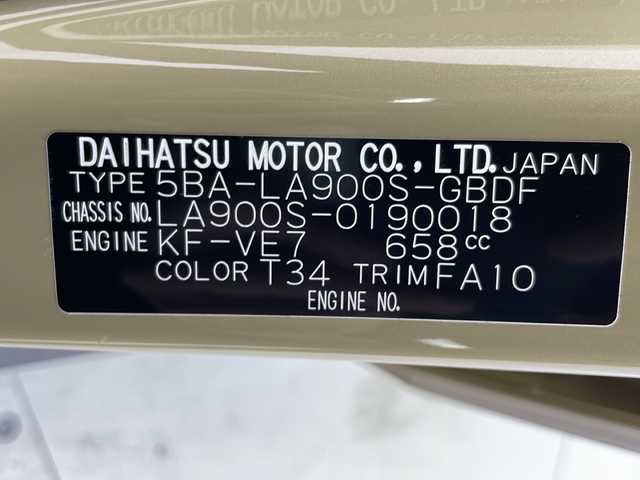 DAIHATSU MOTOR CO., LTD. JAPAN
TYPE 5BA-LA900S-GBDF
CHASSIS NO. LA900S-0190018
ENGINE KF-VE7 658cc
COLOR T34 TRIM FA10
ENGINE NO.